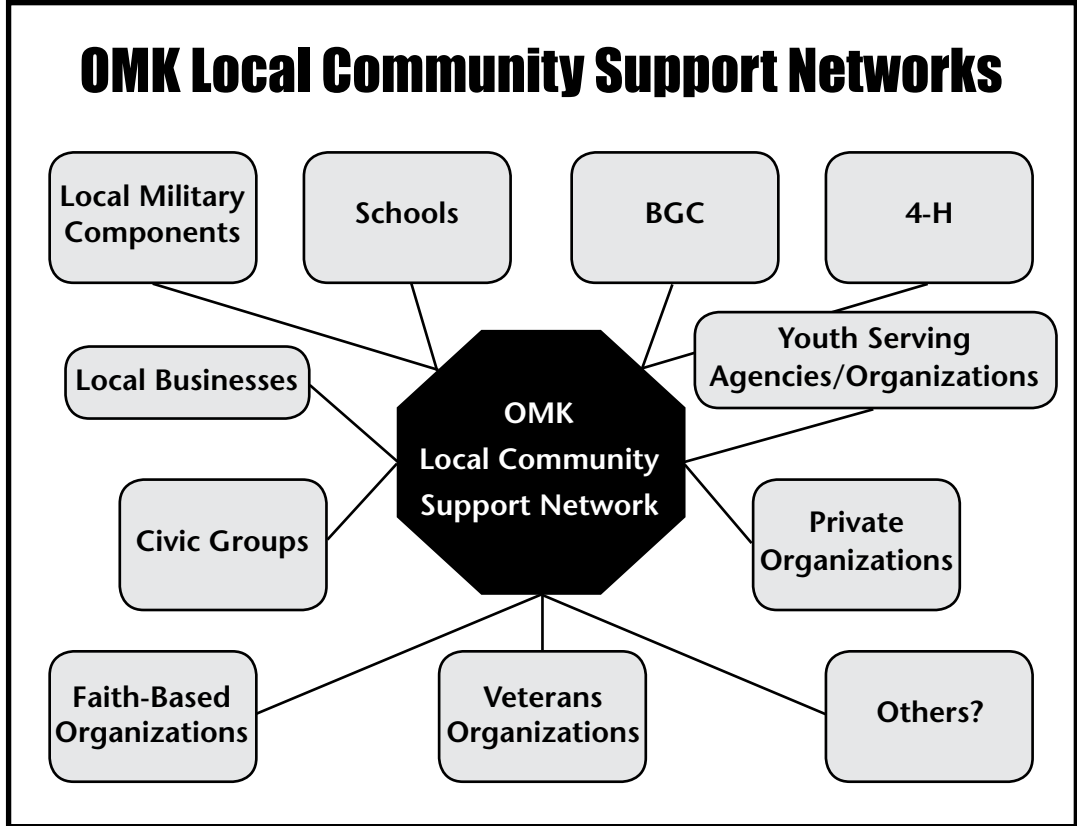 OMK Local Community Support Networks
Local Military
Components
Schools
BGC
4-H
Youth Serving
Agencies/Organizations
Local Businesses
OMK
Local Community
Support Network
Civic Groups
Private
Organizations
Faith-Based
Organizations
Veterans
Organizations
Others?